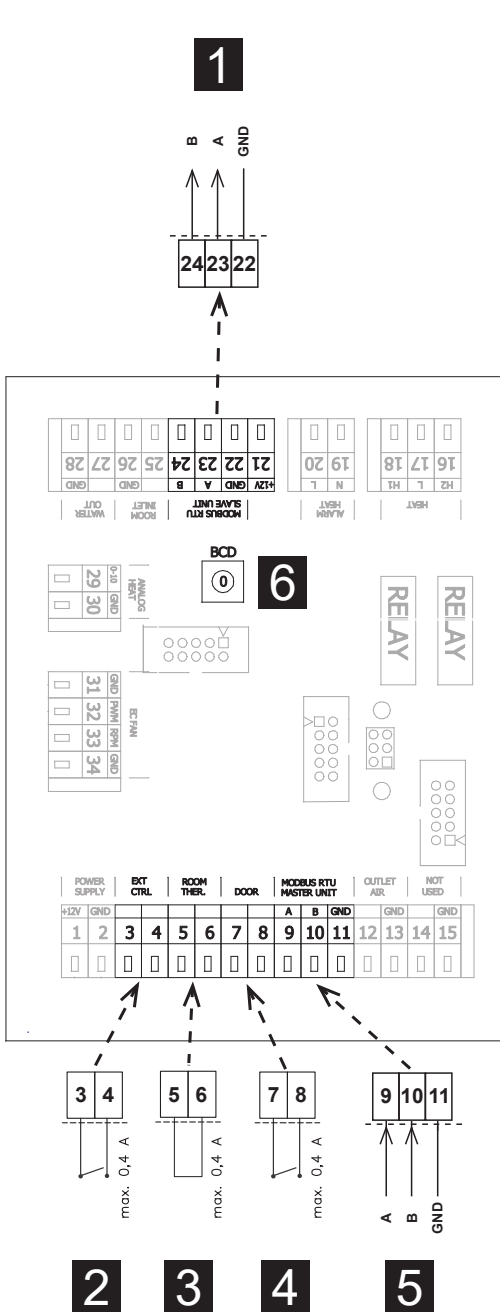 1
B A GND
24 23 22
28 27 26 25 24 23 22 21 20 19 18 17 16
GND GND B A GND +12V L N H1 L H2
WATER OUT
ROOM INLET
MODBUS RTU SLAVE UNIT
ALARM HEAT
HEAT
BCD
0
6
29 0-10
30 GND
ANALOG HEAT
RELAY RELAY
31 GND
32 PWM
33 RPM
34 GND
EC FAN
POWER SUPPLY
EXT CTRL
ROOM THER.
DOOR
MODBUS RTU MASTER UNIT
OUTLET AIR
NOT USED
+12V GND A B GND GND GND
1 2 3 4 5 6 7 8 9 10 11 12 13 14 15
3 4
5 6
7 8
9 10 11
max. 0,4 A
max. 0,4 A
max. 0,4 A
A B GND
2 3 4 5